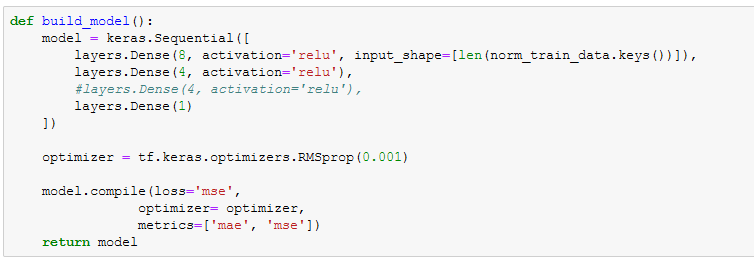 def build_model():
    model = keras.Sequential([
        layers.Dense(8, activation='relu', input_shape=[len(norm_train_data.keys())]),
        layers.Dense(4, activation='relu'),
        #layers.Dense(4, activation='relu'),
        layers.Dense(1)
    ])

    optimizer = tf.keras.optimizers.RMSprop(0.001)

    model.compile(loss='mse',
                optimizer= optimizer,
                metrics=['mae', 'mse'])
    return model